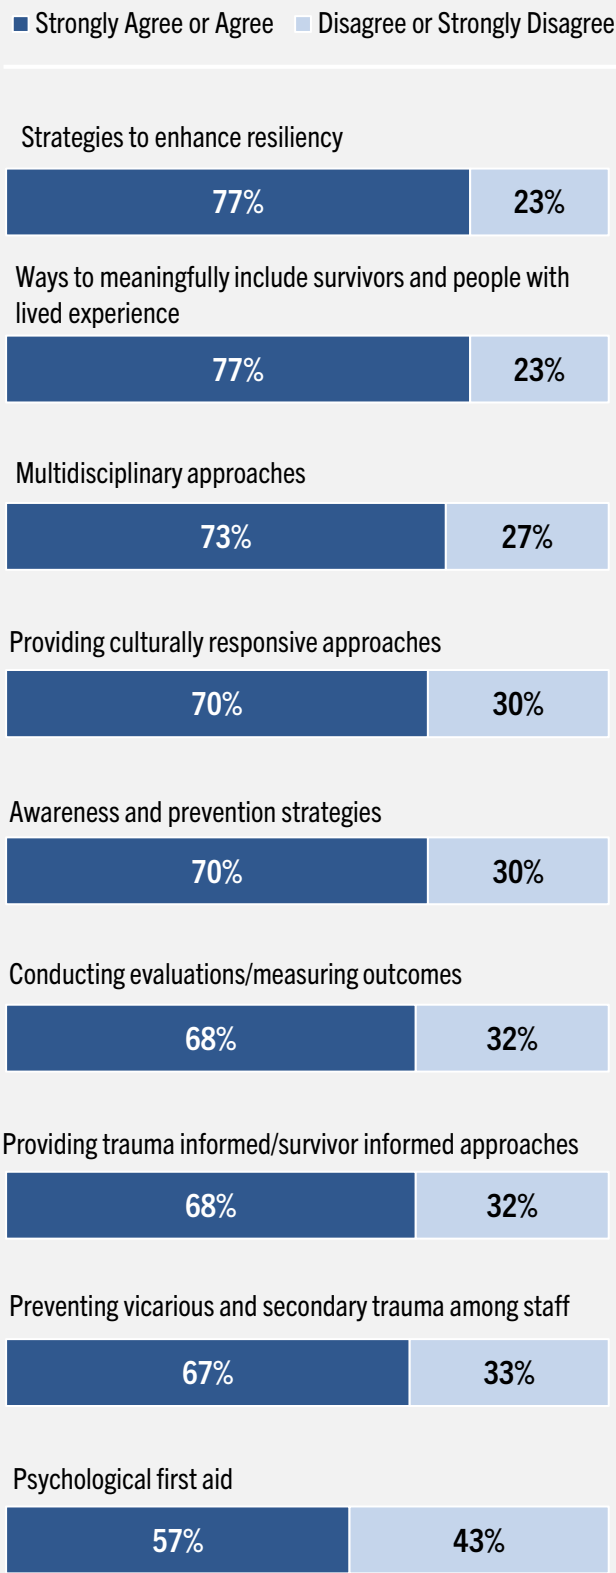 Strongly Agree or Agree Disagree or Strongly Disagree
Strategies to enhance resiliency
77% 23%
Ways to meaningfully include survivors and people with
lived experience
77% 23%
Multidisciplinary approaches
73% 27%
Providing culturally responsive approaches
70% 30%
Awareness and prevention strategies
70% 30%
Conducting evaluations/measuring outcomes
68% 32%
Providing trauma informed/survivor informed approaches
68% 32%
Preventing vicarious and secondary trauma among staff
67% 33%
Psychological first aid
57% 43%